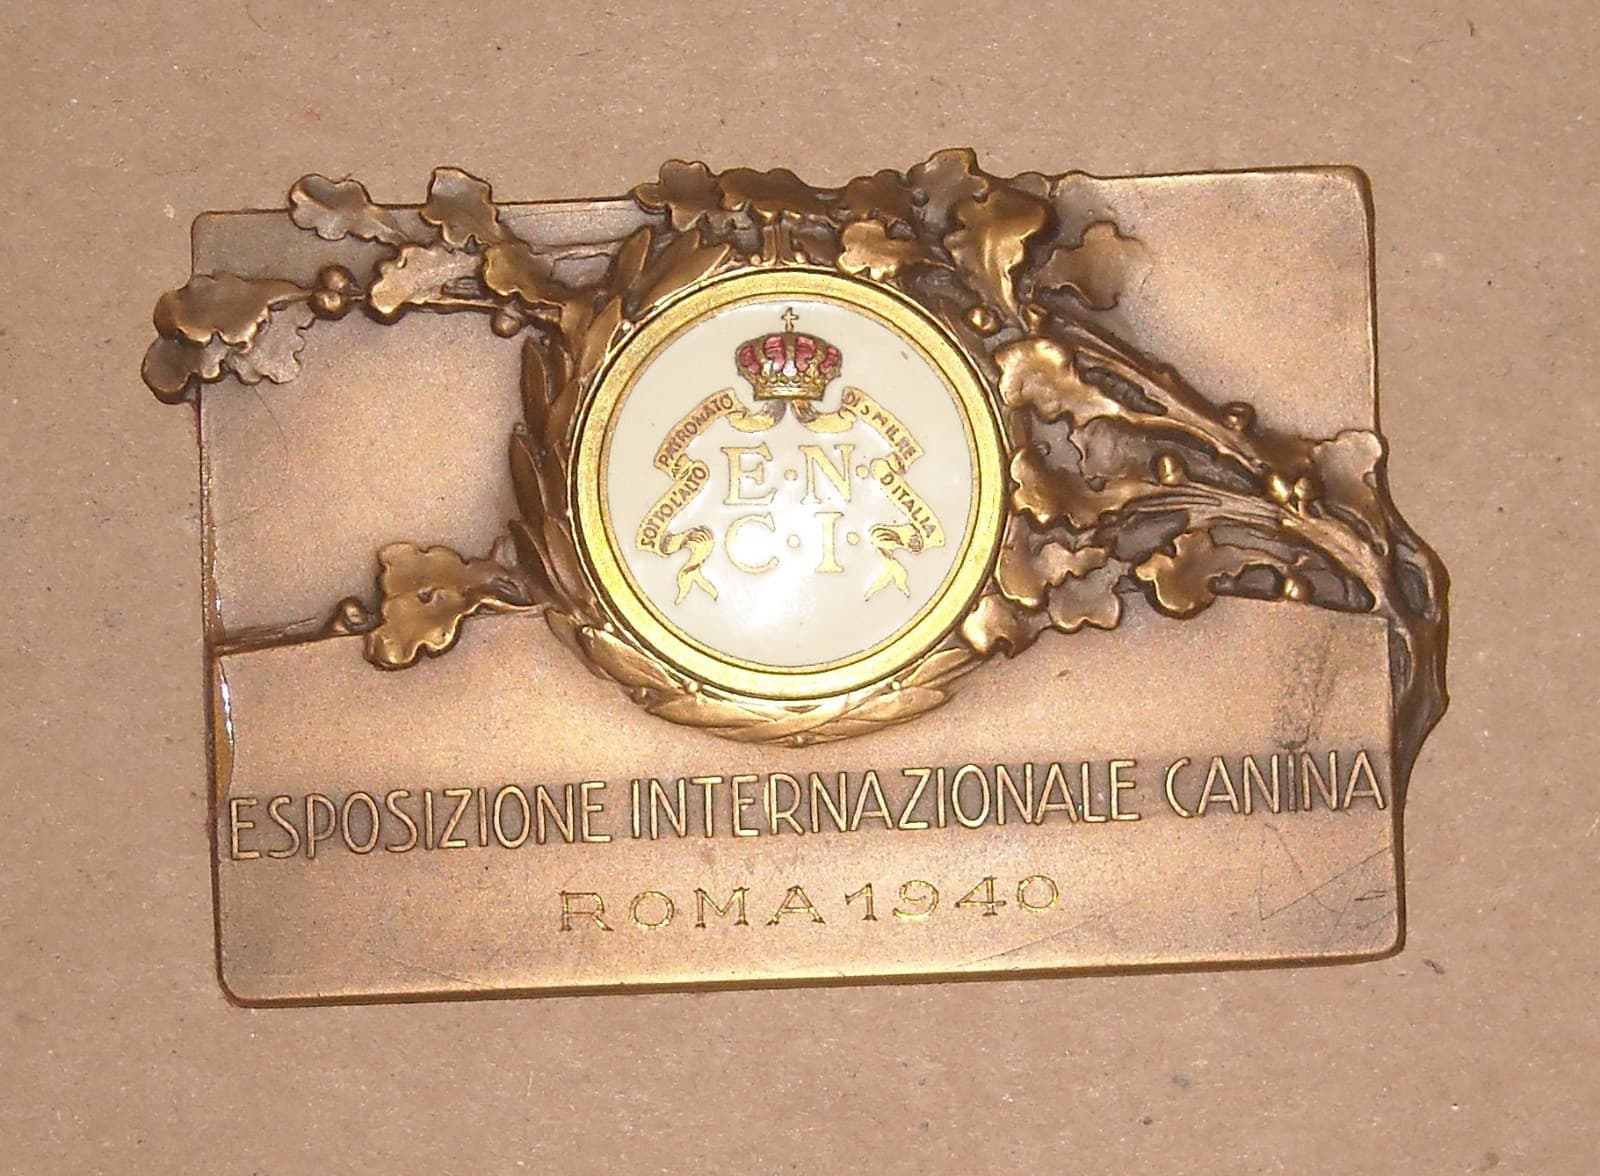 SOTTO L'ALTO PATRONATO DI S M IL RE D'ITALIA
E·N·
C·I·
ESPOSIZIONE INTERNAZIONALE CANINA
ROMA 1940